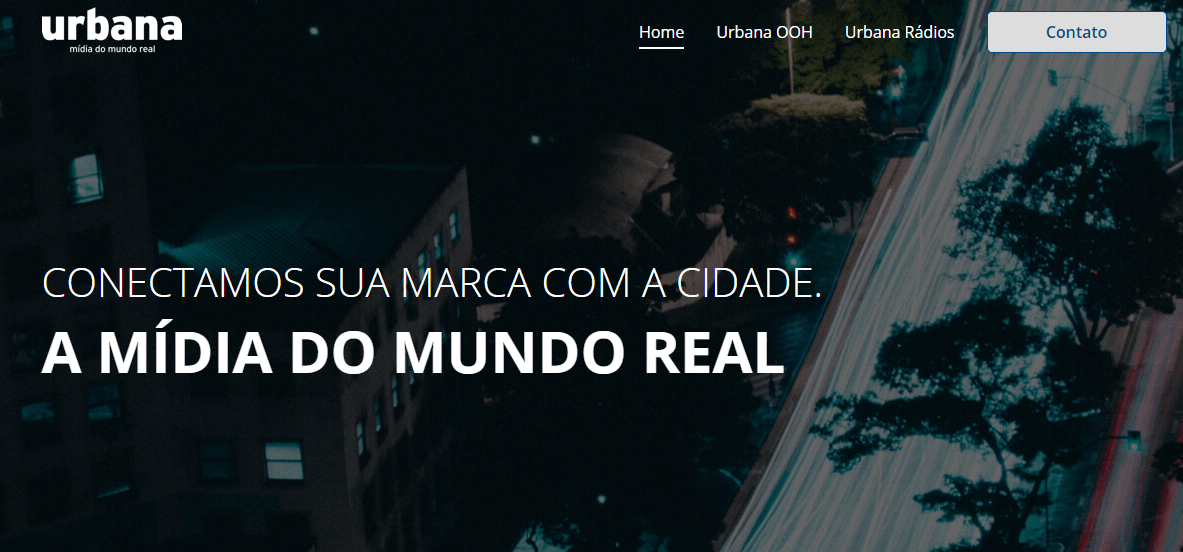 urbana
mídia do mundo real
Home
Urbana OOH
Urbana Rádios
Contato
CONECTAMOS SUA MARCA COM A CIDADE.
A MÍDIA DO MUNDO REAL